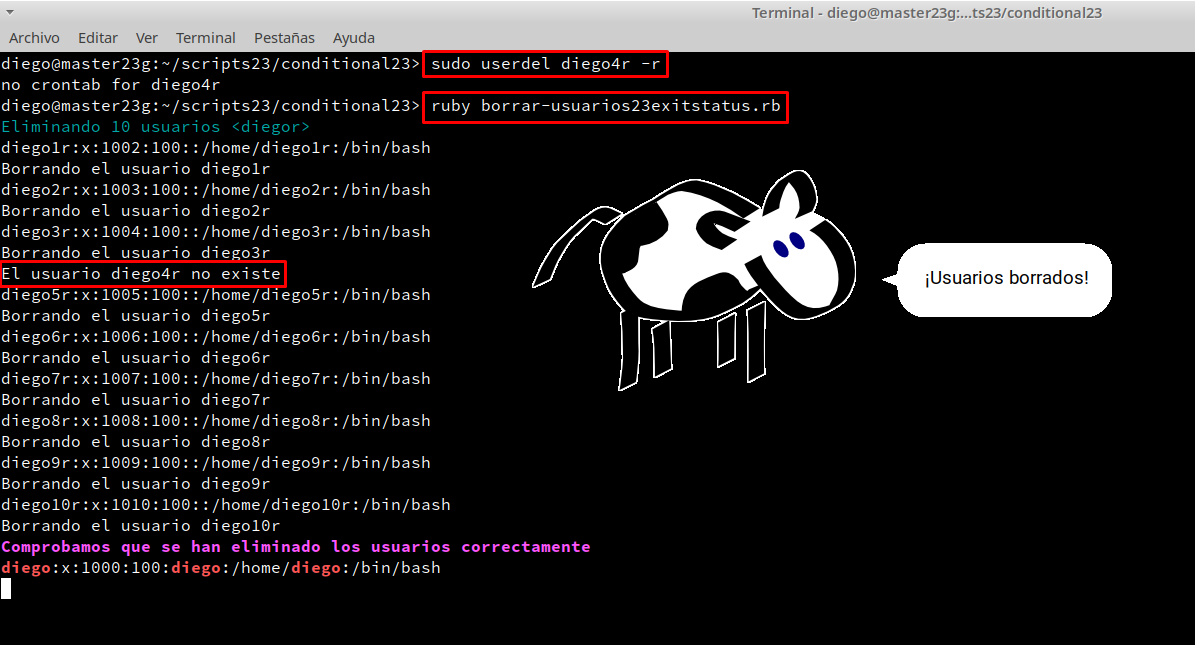 Terminal - diego@master23g:...ts23/conditional23
Archivo Editar Ver Terminal Pestañas Ayuda
diego@master23g:~/scripts23/conditional23> sudo userdel diego4r -r
no crontab for diego4r
diego@master23g:~/scripts23/conditional23> ruby borrar-usuarios23exitstatus.rb
Eliminando 10 usuarios <diegor>
diego1r:x:1002:100::/home/diego1r:/bin/bash
Borrando el usuario diego1r
diego2r:x:1003:100::/home/diego2r:/bin/bash
Borrando el usuario diego2r
diego3r:x:1004:100::/home/diego3r:/bin/bash
Borrando el usuario diego3r
El usuario diego4r no existe
diego5r:x:1005:100::/home/diego5r:/bin/bash
Borrando el usuario diego5r
diego6r:x:1006:100::/home/diego6r:/bin/bash
Borrando el usuario diego6r
diego7r:x:1007:100::/home/diego7r:/bin/bash
Borrando el usuario diego7r
diego8r:x:1008:100::/home/diego8r:/bin/bash
Borrando el usuario diego8r
diego9r:x:1009:100::/home/diego9r:/bin/bash
Borrando el usuario diego9r
diego10r:x:1010:100::/home/diego10r:/bin/bash
Borrando el usuario diego10r
Comprobamos que se han eliminado los usuarios correctamente
diego:x:1000:100:diego:/home/diego:/bin/bash
¡Usuarios borrados!